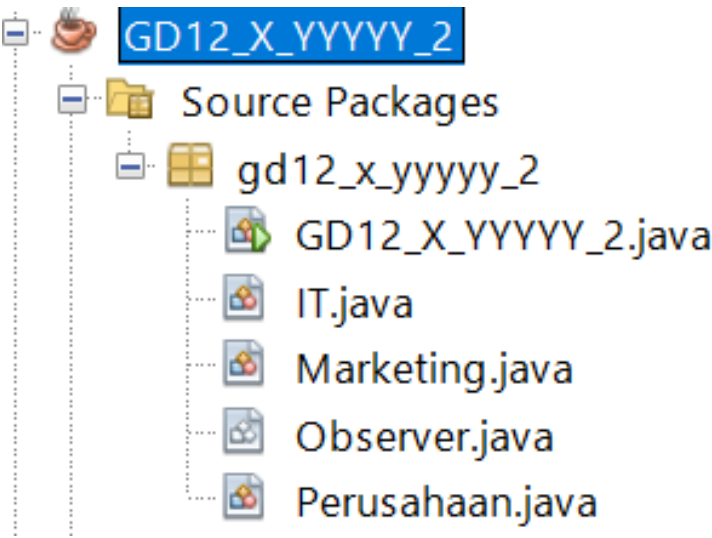 GD12_X_YYYYY_2
Source Packages
gd12_x_yyyyy_2
GD12_X_YYYYY_2.java
IT.java
Marketing.java
Observer.java
Perusahaan.java